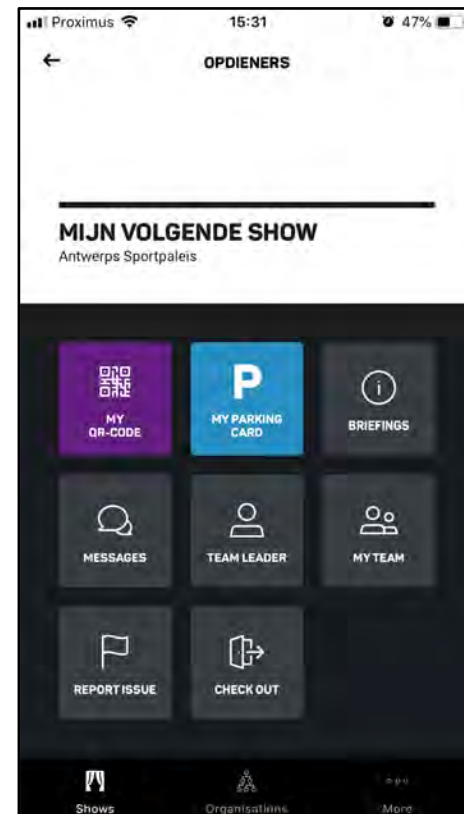 Proximus 15:31 47%
OPDIENERS
MIJN VOLGENDE SHOW
Antwerps Sportpaleis
MY
QR-CODE
P
MY PARKING
CARD
i
BRIEFINGS
MESSAGES
TEAM LEADER
MY TEAM
REPORT ISSUE
CHECK OUT
Shows
Organisations
More